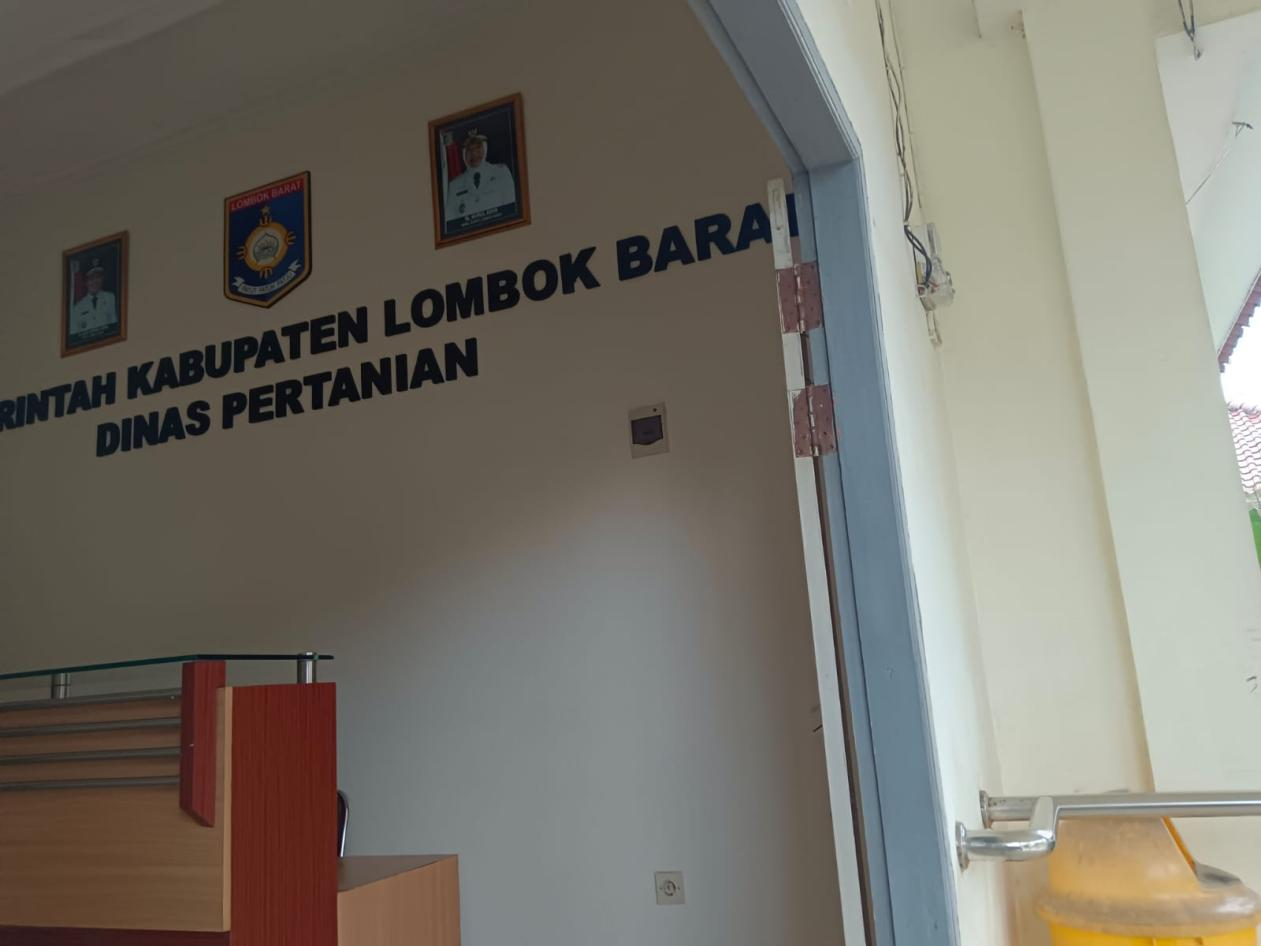 LOMBOK BARAT
RINTAH KABUPATEN LOMBOK BARAT
DINAS PERTANIAN